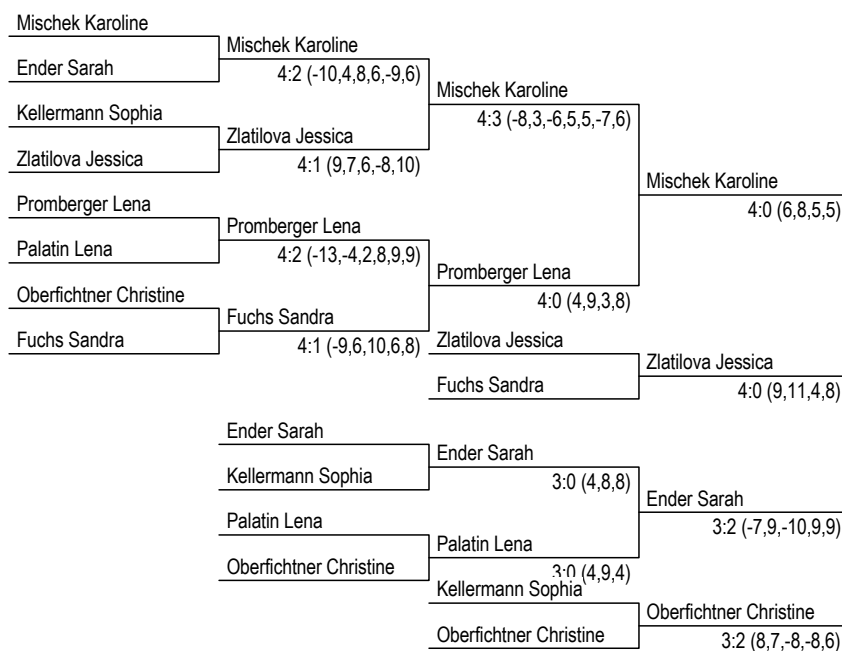 Mischek Karoline
Ender Sarah
Kellermann Sophia
Zlatilova Jessica
Promberger Lena
Palatin Lena
Oberfichtner Christine
Fuchs Sandra
Mischek Karoline
4:2 (-10,4,8,6,-9,6)
Zlatilova Jessica
4:1 (9,7,6,-8,10)
Promberger Lena
4:2 (-13,-4,2,8,9,9)
Fuchs Sandra
4:1 (-9,6,10,6,8)
Mischek Karoline
4:3 (-8,3,-6,5,5,-7,6)
Promberger Lena
4:0 (4,9,3,8)
Mischek Karoline
4:0 (6,8,5,5)
Zlatilova Jessica
Fuchs Sandra
Zlatilova Jessica
4:0 (9,11,4,8)
Ender Sarah
Kellermann Sophia
Palatin Lena
Oberfichtner Christine
Ender Sarah
3:0 (4,8,8)
Palatin Lena
3:0 (4,9,4)
Ender Sarah
3:2 (-7,9,-10,9,9)
Kellermann Sophia
Oberfichtner Christine
Oberfichtner Christine
3:2 (8,7,-8,-8,6)